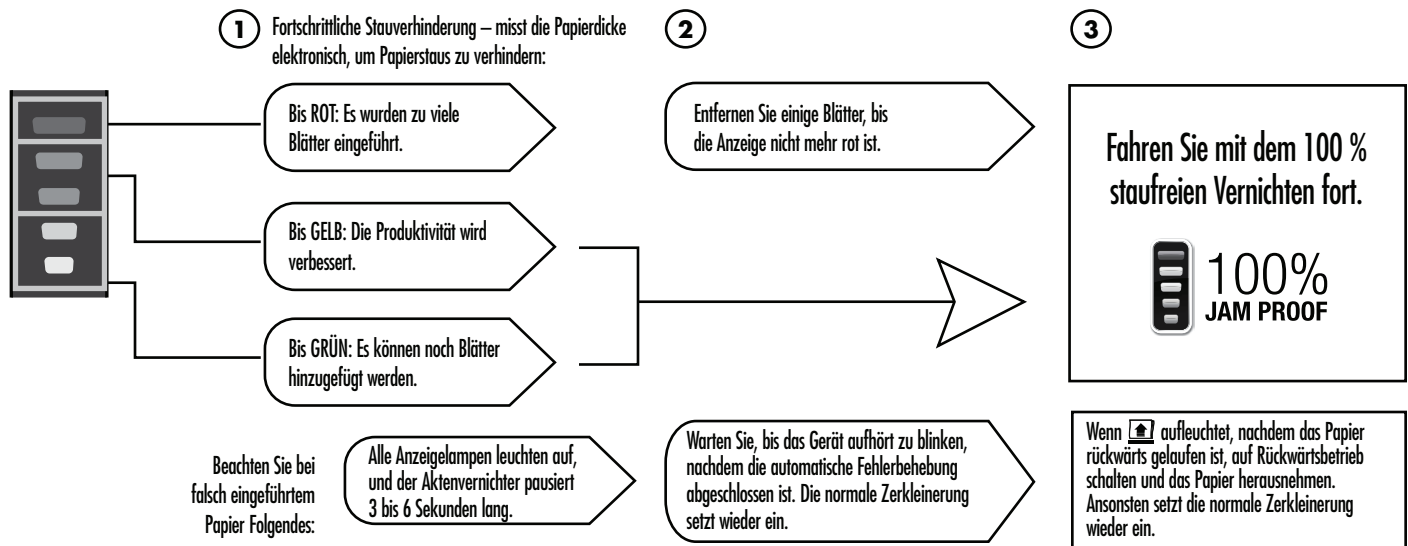 1
Fortschrittliche Stauverhinderung – misst die Papierdicke
elektronisch, um Papierstaus zu verhindern:
Bis ROT: Es wurden zu viele
Blätter eingeführt.
Bis GELB: Die Produktivität wird
verbessert.
Bis GRÜN: Es können noch Blätter
hinzugefügt werden.
2
Entfernen Sie einige Blätter, bis
die Anzeige nicht mehr rot ist.
3
Fahren Sie mit dem 100 %
staufreien Vernichten fort.
100%
JAM PROOF
Beachten Sie bei
falsch eingeführtem
Papier Folgendes:
Alle Anzeigelampen leuchten auf,
und der Aktenvernichter pausiert
3 bis 6 Sekunden lang.
Warten Sie, bis das Gerät aufhört zu blinken,
nachdem die automatische Fehlerbehebung
abgeschlossen ist. Die normale Zerkleinerung
setzt wieder ein.
Wenn aufleuchtet, nachdem das Papier
rückwärts gelaufen ist, auf Rückwärtsbetrieb
schalten und das Papier herausnehmen.
Ansonsten setzt die normale Zerkleinerung
wieder ein.